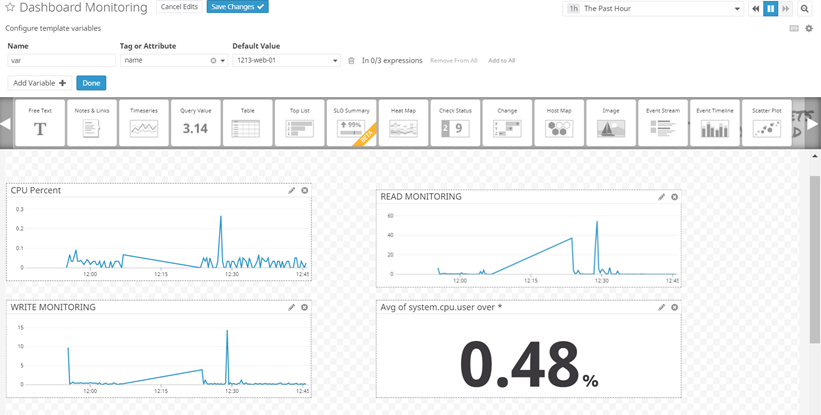 Dashboard Monitoring Cancel Edits Save Changes 1h The Past Hour
Configure template variables
Name Tag or Attribute Default Value
var name 1213-web-01 In 0/3 expressions Remove From All Add to All
Add Variable + Done
Free Text Notes & Links Timeseries Query Value Table Top List SLO Summary Heat Map Check Status Change Host Map Image Event Stream Event Timeline Scatter Plot
T 3.14 99% 2 9
BETA
CPU Percent
0.3
0.2
0.1
0
12:00 12:15 12:30 12:45
READ MONITORING
60
40
20
0
12:00 12:15 12:30 12:45
WRITE MONITORING
15
10
5
0
12:00 12:15 12:30 12:45
Avg of system.cpu.user over *
0.48 %